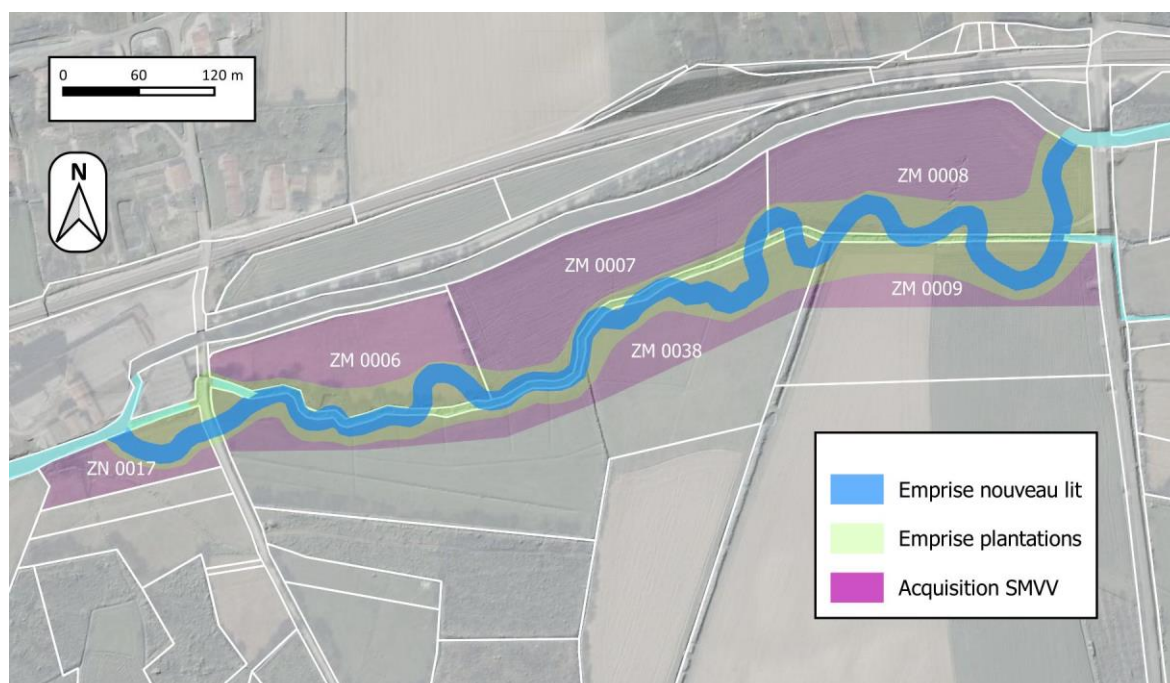 0 60 120 m
N
ZM 0008
ZM 0007
ZM 0009
ZM 0006
ZM 0038
ZN 0017
Emprise nouveau lit
Emprise plantations
Acquisition SMVV